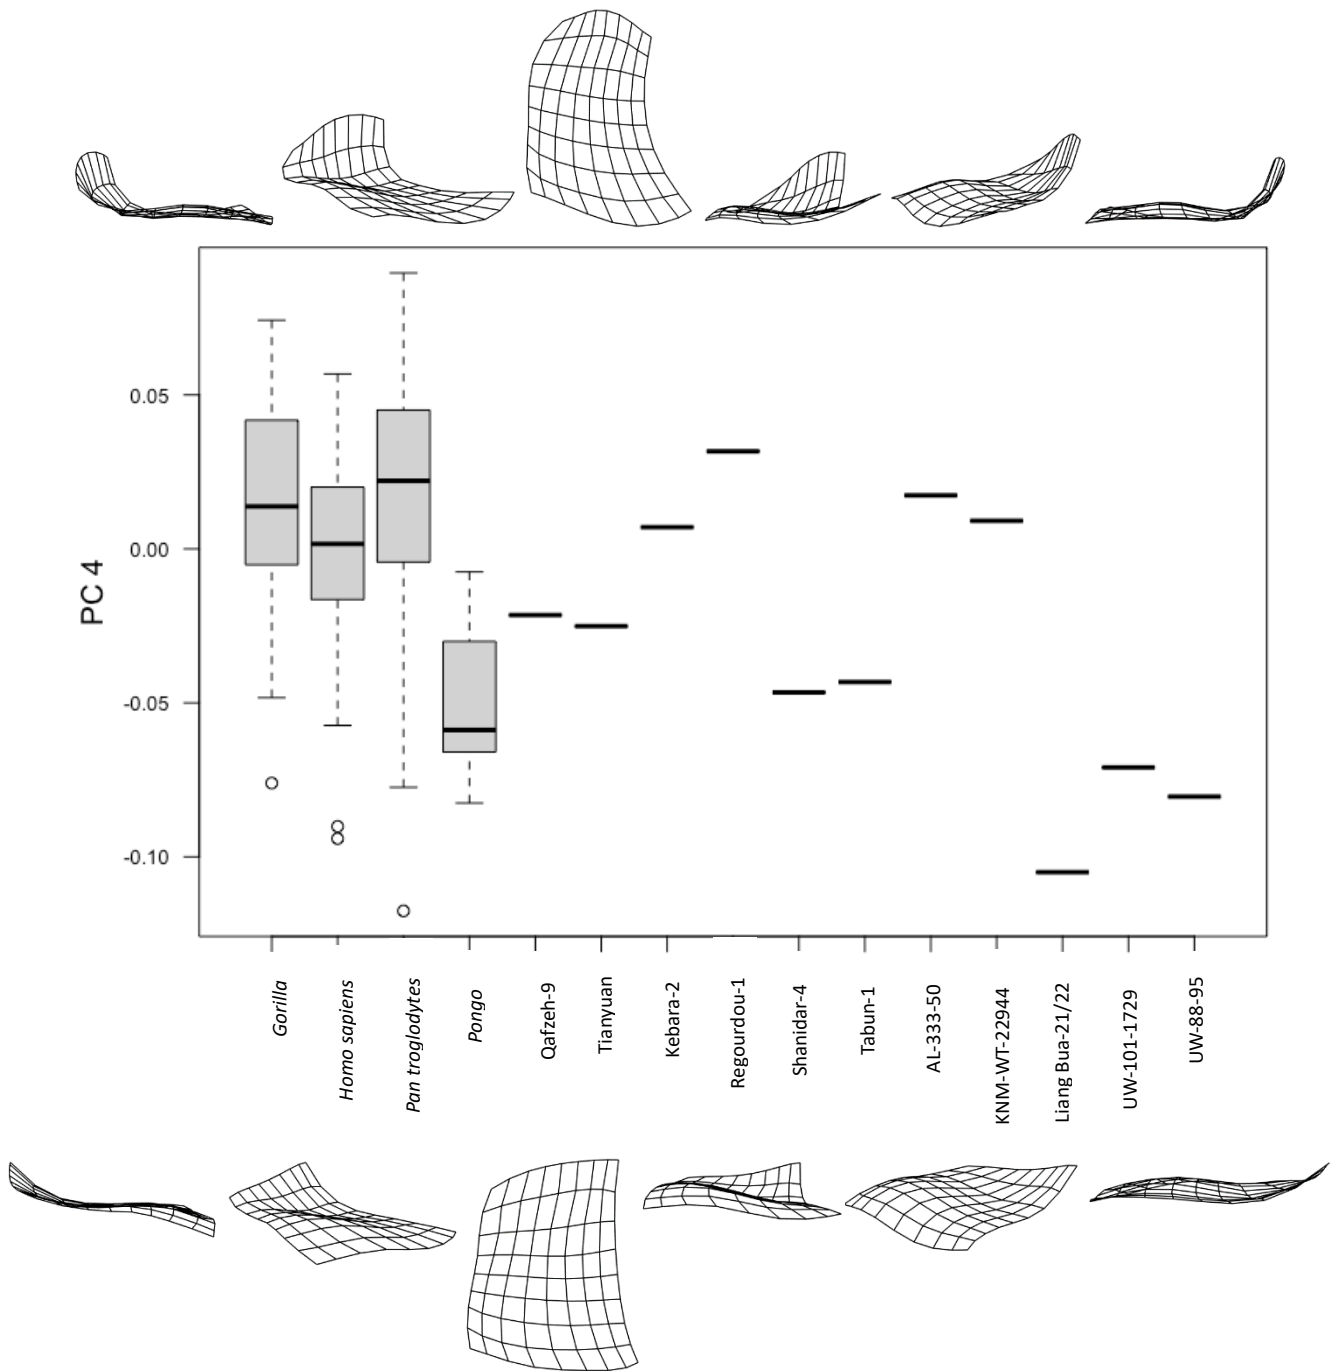 0.05
0.00
-0.05
-0.10
PC 4
Gorilla
Homo sapiens
Pan troglodytes
Pongo
Qafzeh-9
Tianyuan
Kebara-2
Regourdou-1
Shanidar-4
Tabun-1
AL-333-50
KNM-WT-22944
Liang Bua-21/22
UW-101-1729
UW-88-95